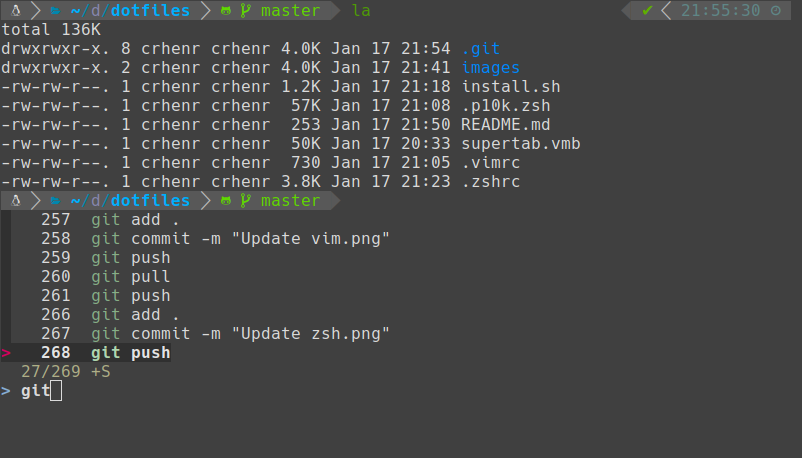 ~/d/dotfiles master la ✔ 21:55:30
total 136K
drwxrwxr-x. 8 crhenr crhenr 4.0K Jan 17 21:54 .git
drwxrwxr-x. 2 crhenr crhenr 4.0K Jan 17 21:41 images
-rw-rw-r--. 1 crhenr crhenr 1.2K Jan 17 21:18 install.sh
-rw-rw-r--. 1 crhenr crhenr  57K Jan 17 21:08 .p10k.zsh
-rw-rw-r--. 1 crhenr crhenr  253 Jan 17 21:50 README.md
-rw-rw-r--. 1 crhenr crhenr  50K Jan 17 20:33 supertab.vmb
-rw-rw-r--. 1 crhenr crhenr  730 Jan 17 21:05 .vimrc
-rw-rw-r--. 1 crhenr crhenr 3.8K Jan 17 21:23 .zshrc
~/d/dotfiles master
257 git add .
258 git commit -m "Update vim.png"
259 git push
260 git pull
261 git push
266 git add .
267 git commit -m "Update zsh.png"
> 268 git push
27/269 +S
> git